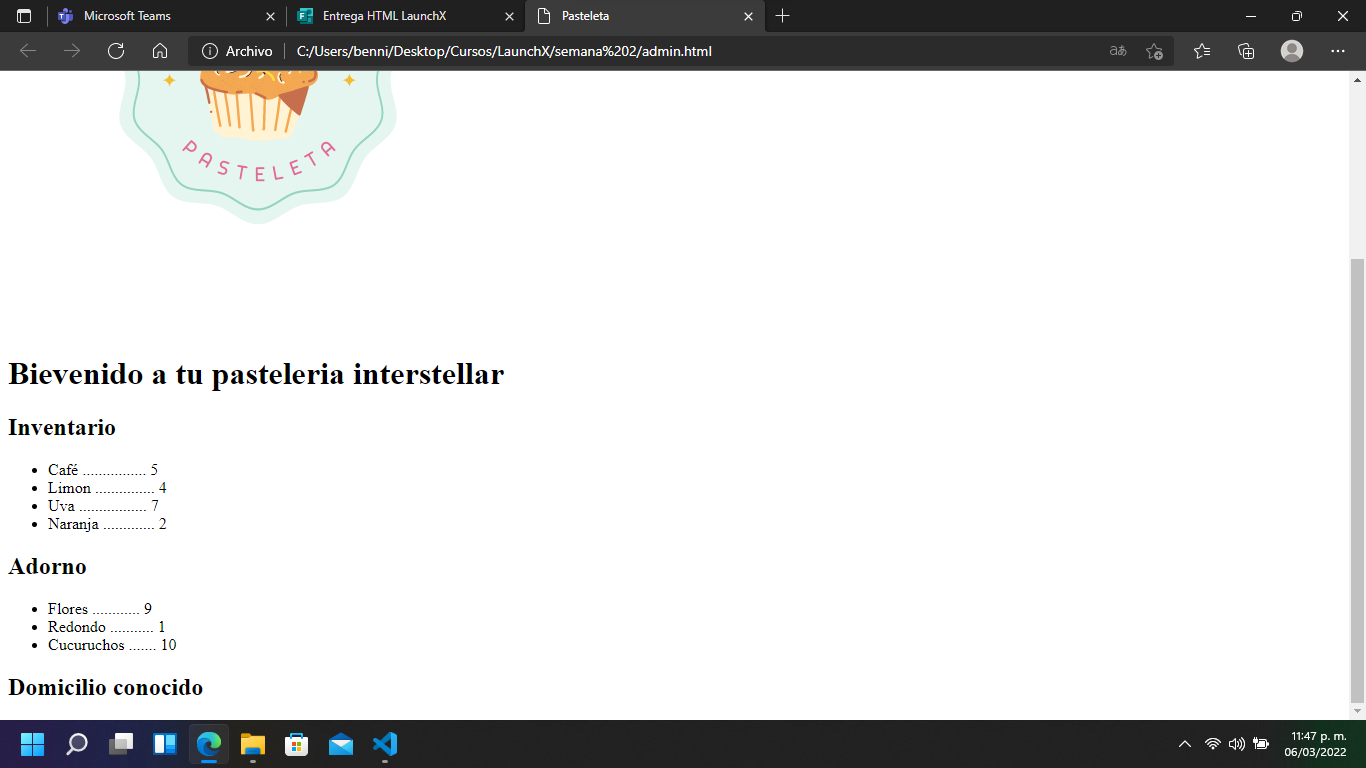 Microsoft Teams
Entrega HTML LaunchX
Pasteleta
Archivo
C:/Users/benni/Desktop/Cursos/LaunchX/semana%202/admin.html
aあ
PASTELETA
Bievenido a tu pasteleria interstellar
Inventario
Café ................ 5
Limon ............... 4
Uva ................. 7
Naranja ............. 2
Adorno
Flores ............ 9
Redondo ........... 1
Cucuruchos ....... 10
Domicilio conocido
11:47 p. m.
06/03/2022